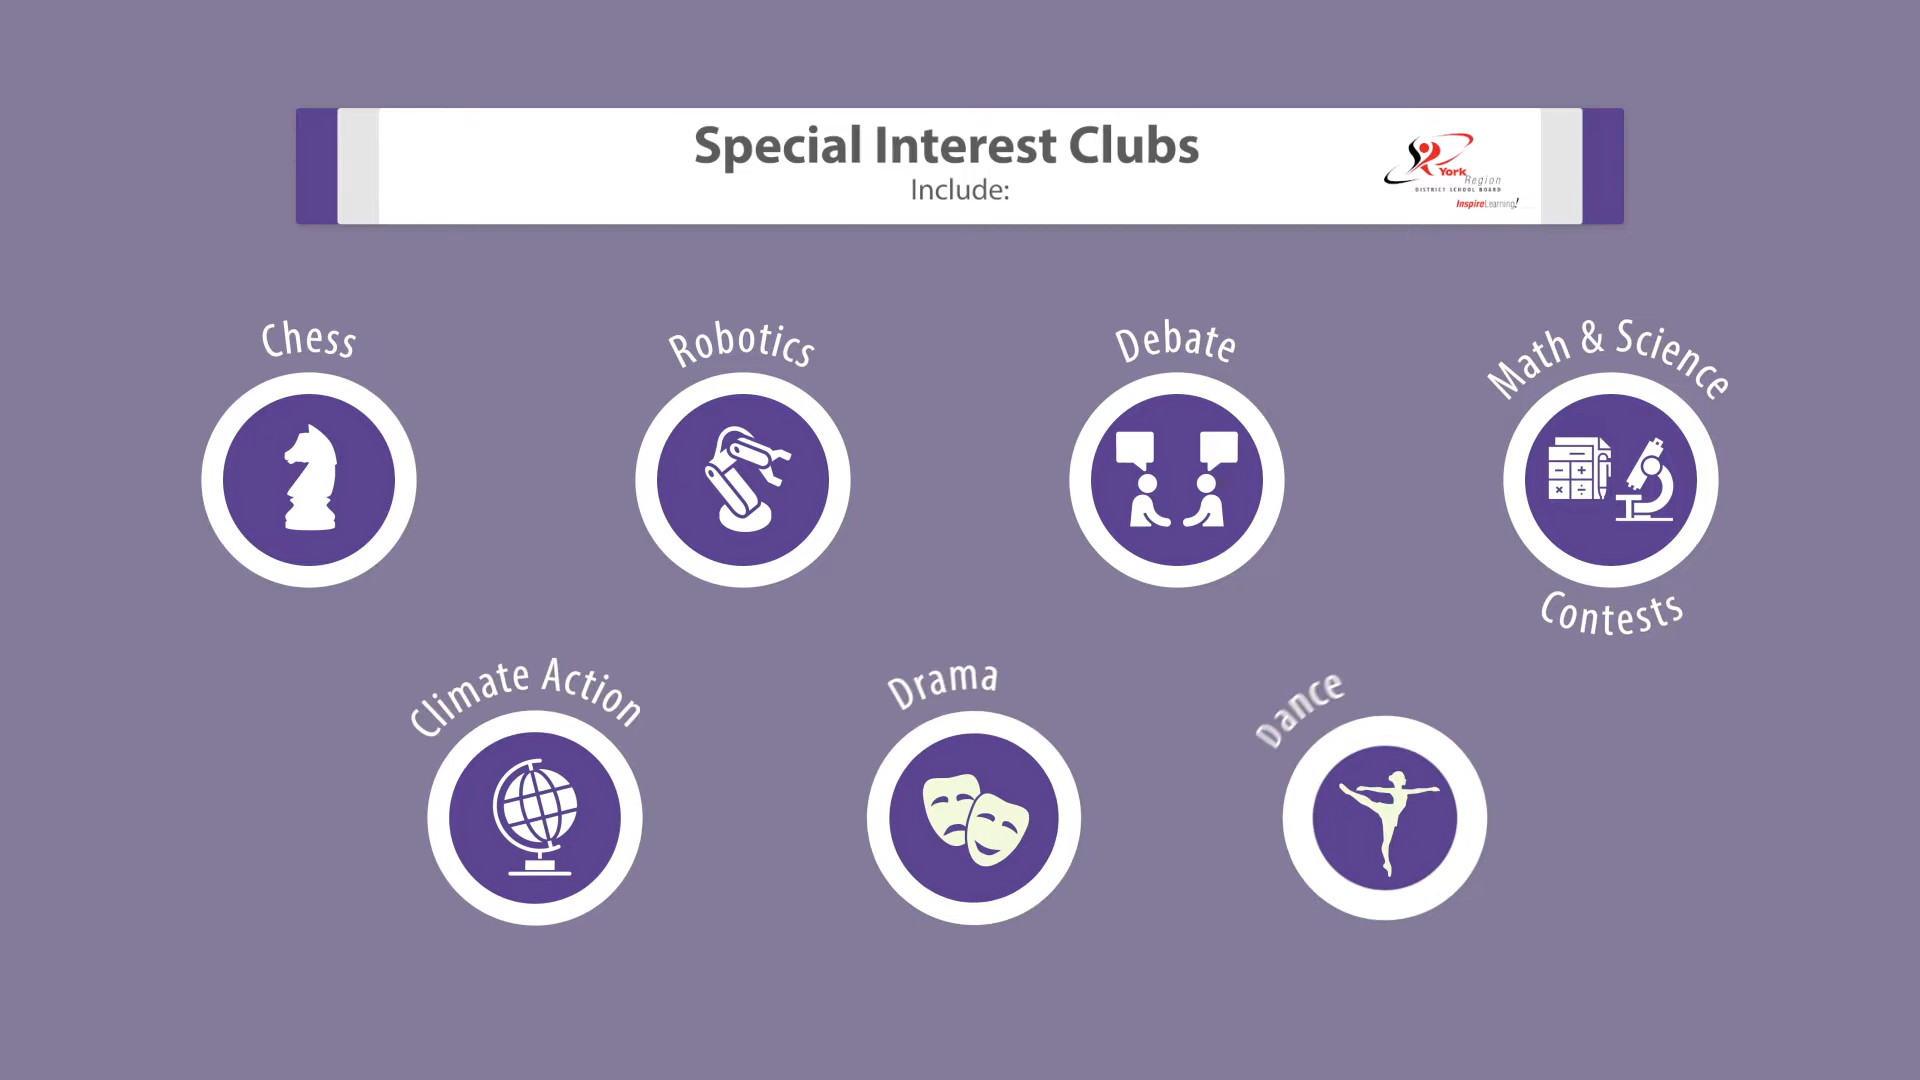 Special Interest Clubs
Include:
York
Region
DISTRICT SCHOOL BOARD
InspireLearning!
Chess
Robotics
Debate
Math & Science
Contests
Climate Action
Drama
Dance